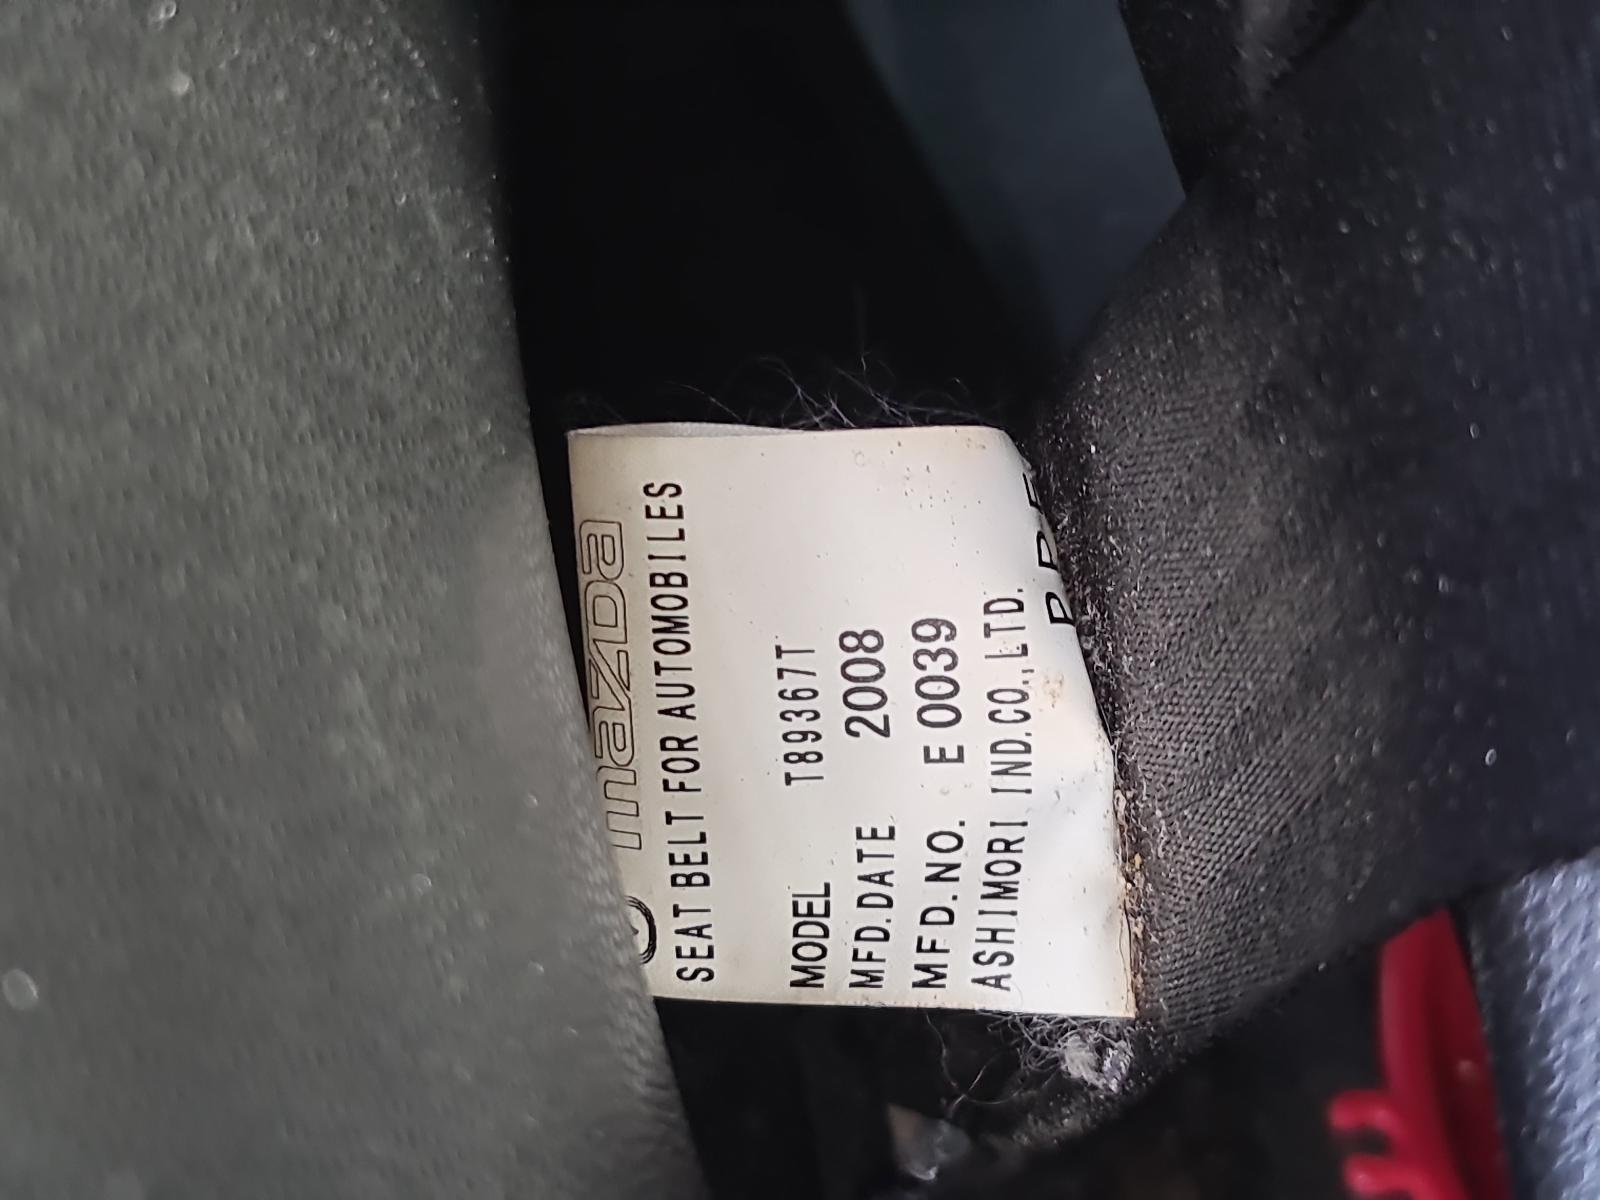 mazda
SEAT BELT FOR AUTOMOBILES
MODEL T89367T
MFD.DATE 2008
MFD.NO. E 0039
ASHIMORI IND.CO.,LTD.